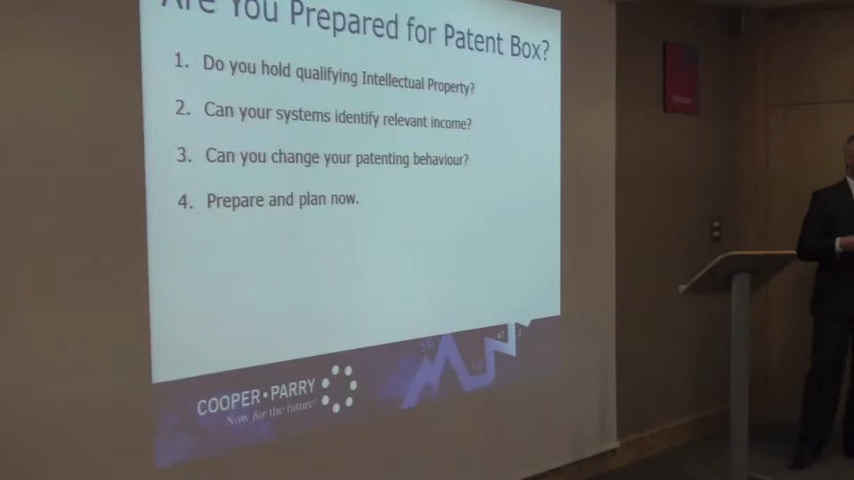 Are You Prepared for Patent Box?
1. Do you hold qualifying Intellectual Property?
2. Can your systems identify relevant income?
3. Can you change your patenting behaviour?
4. Prepare and plan now.
COOPER·PARRY
Now for the future